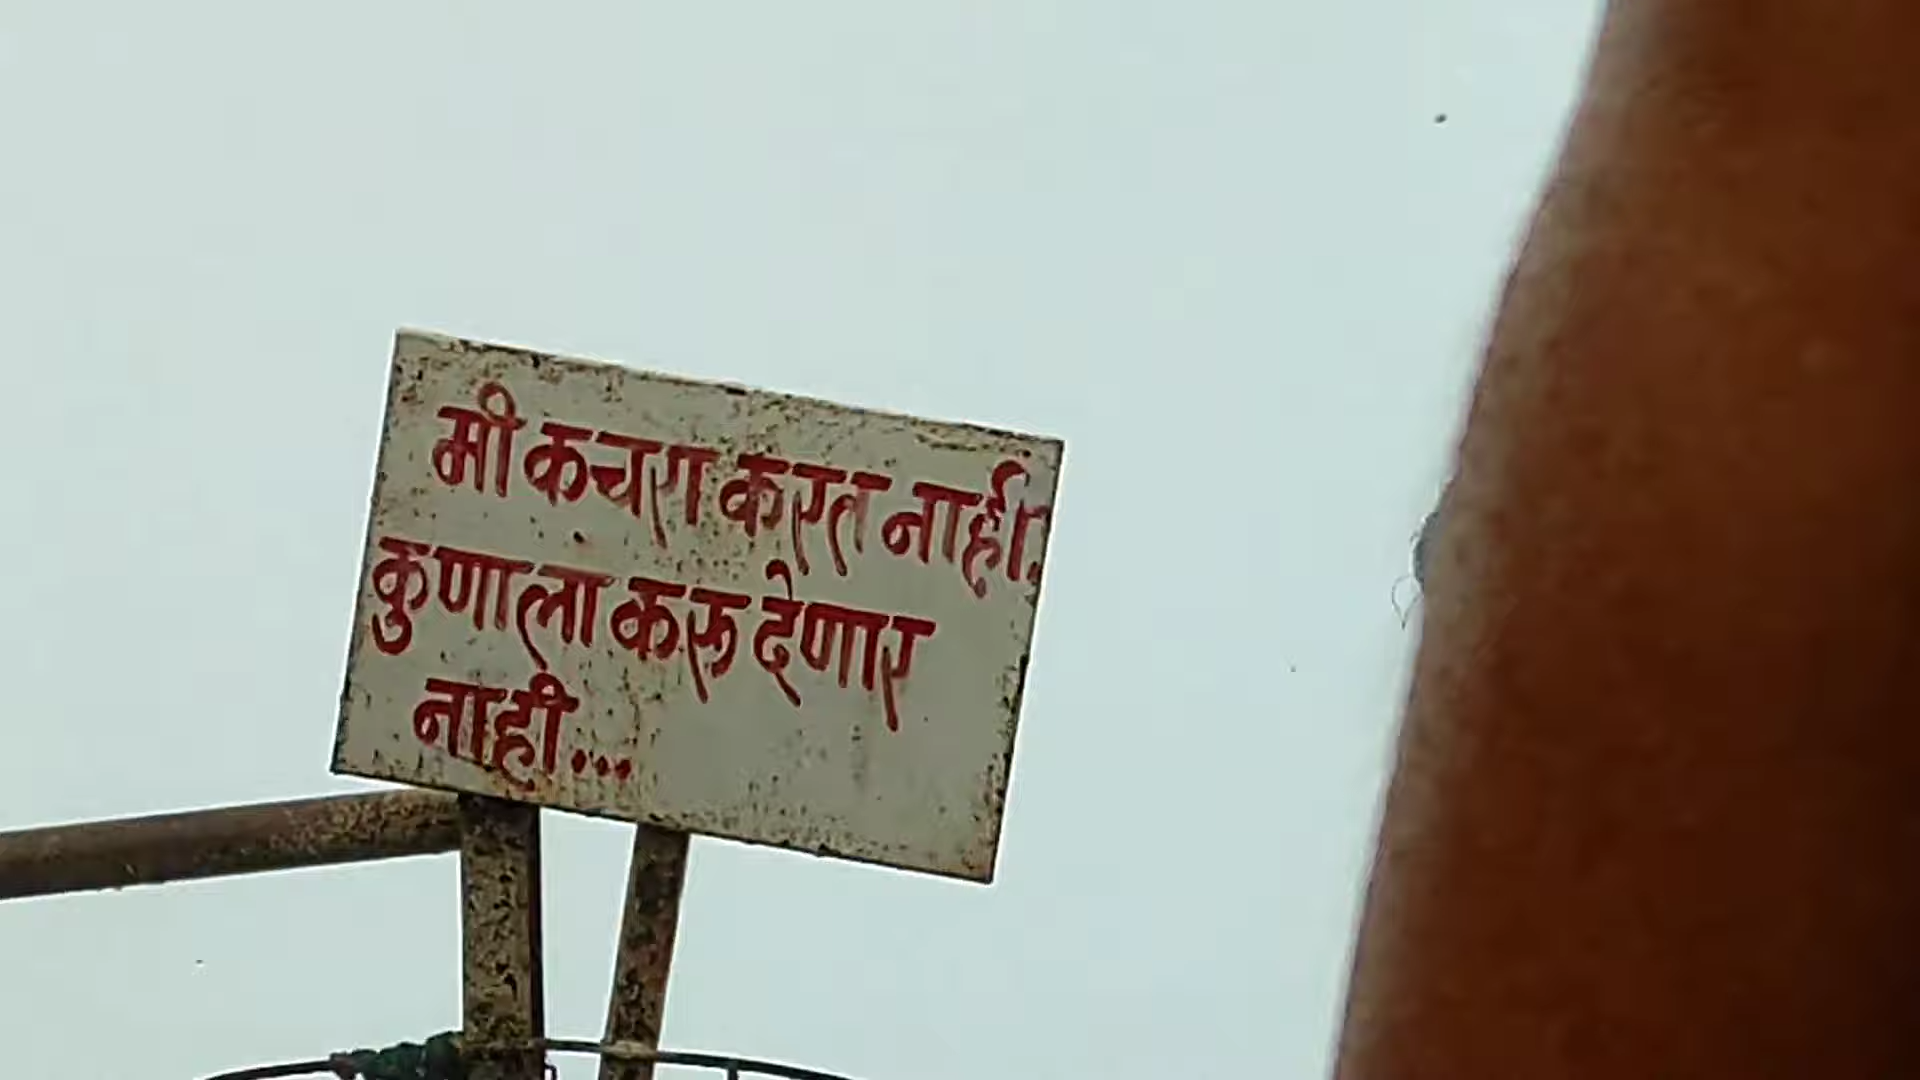 मी कचरा करत नाही.
कुणाला करू देणार
नाही...